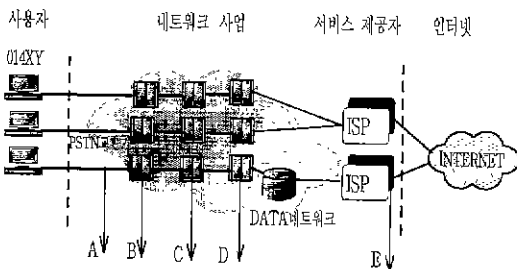 사용자 네트워크 사업 서비스 제공자 인터넷
014XY
ISP
PSTN
INTERNET
ISP
DATA네트워크
A B C D E